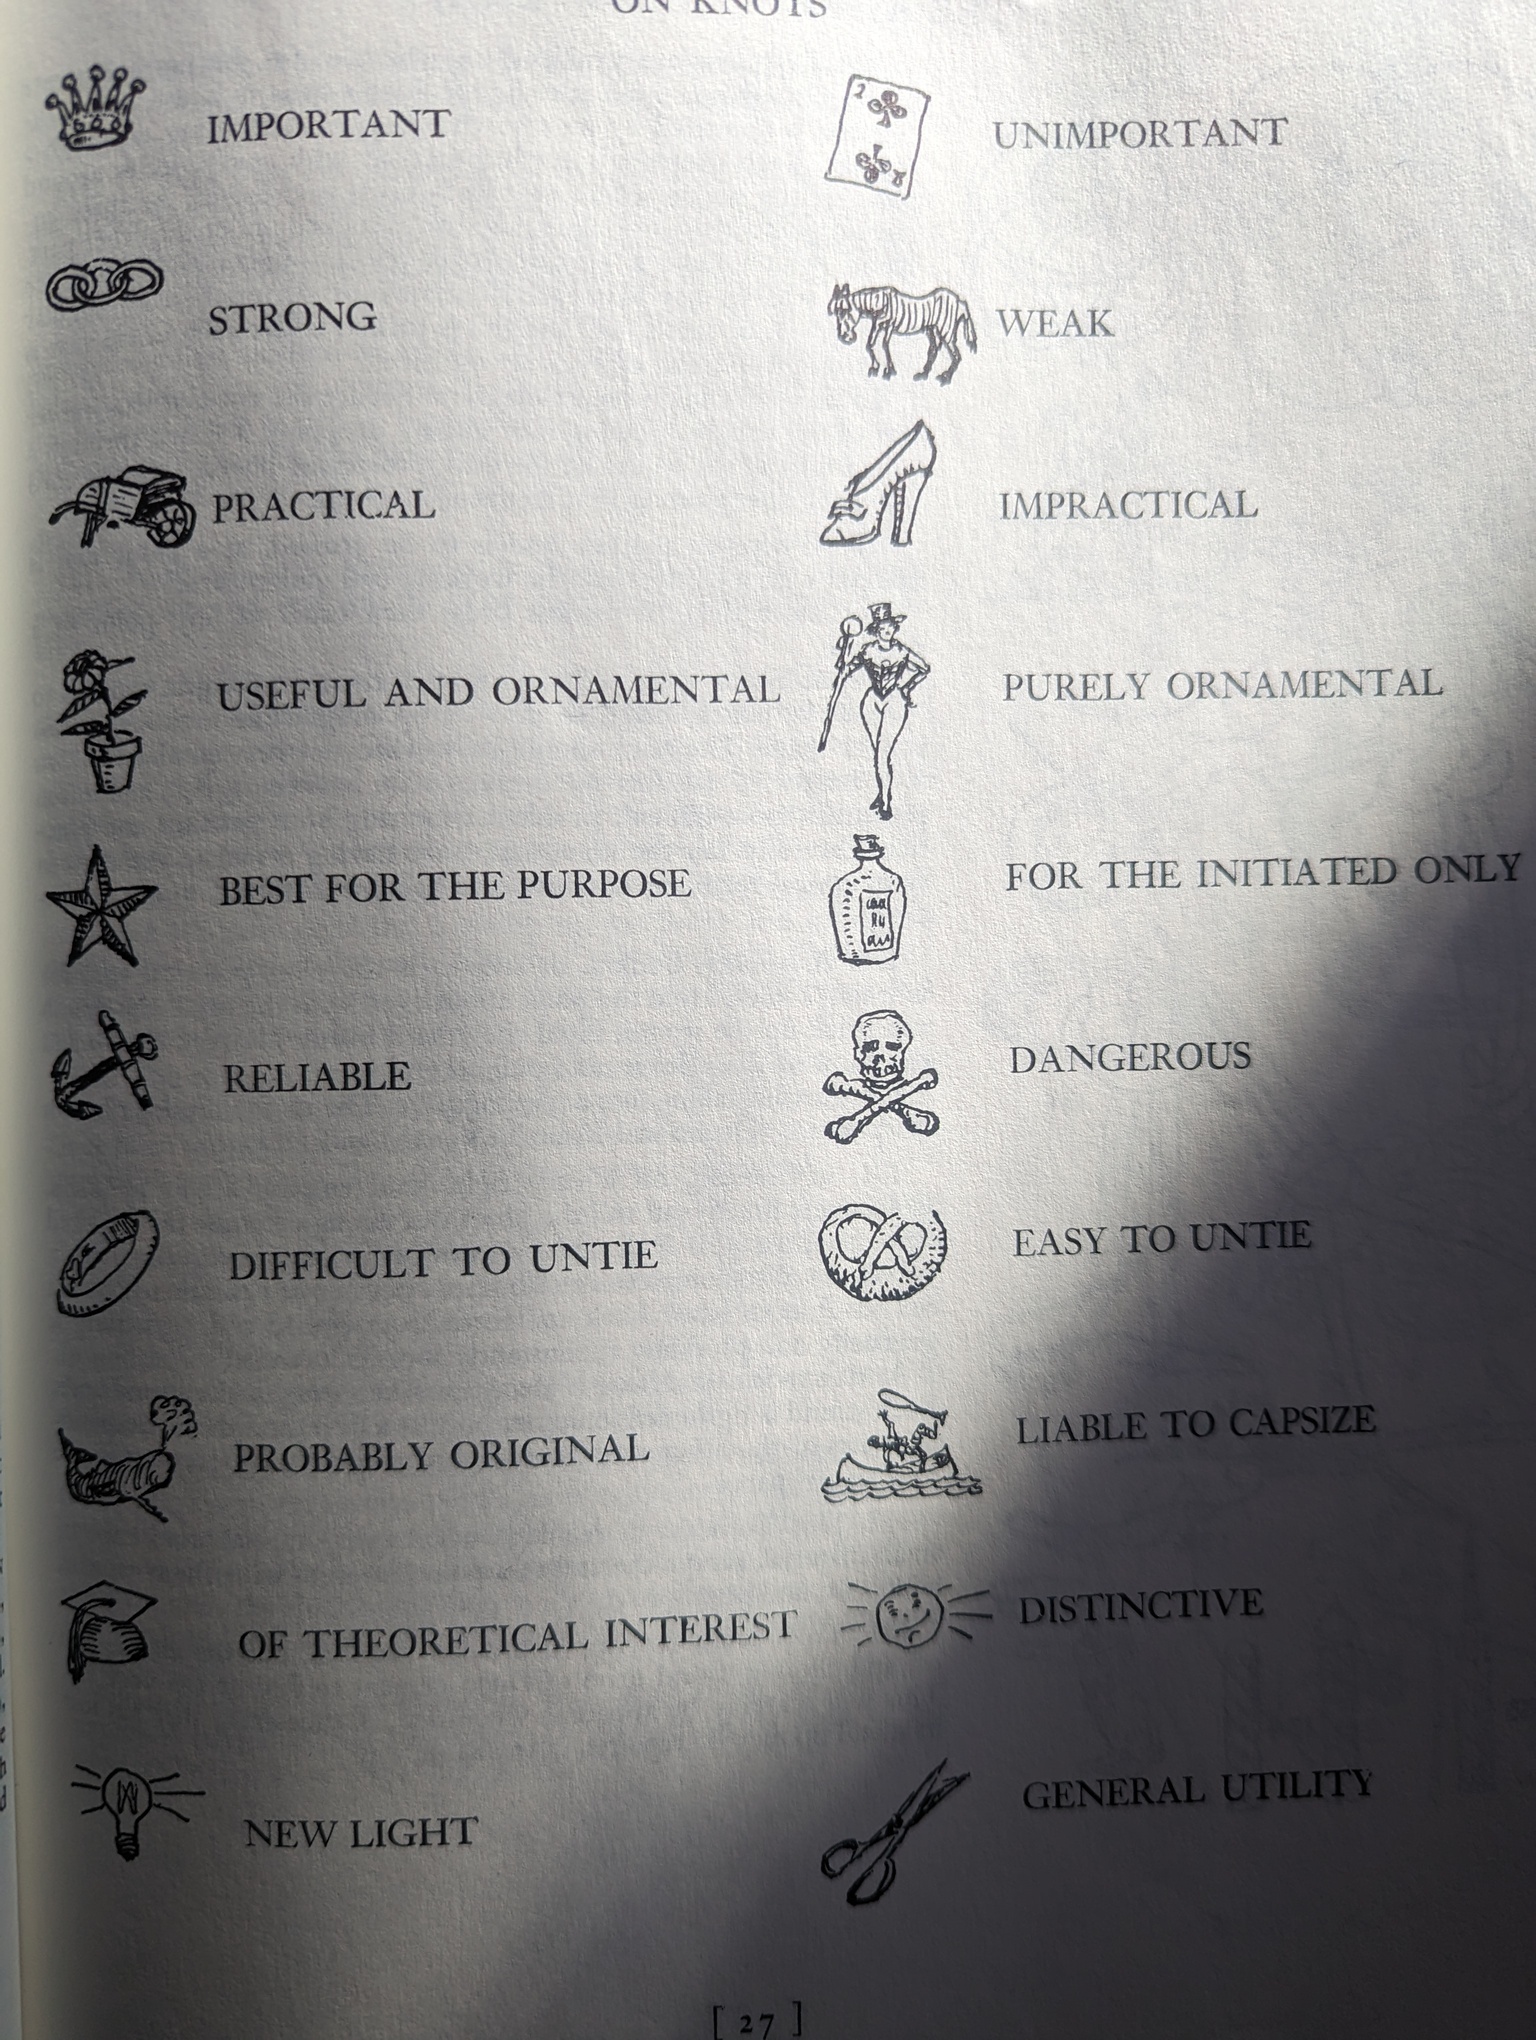 ON KNOTS
IMPORTANT
UNIMPORTANT
STRONG
WEAK
PRACTICAL
IMPRACTICAL
USEFUL AND ORNAMENTAL
PURELY ORNAMENTAL
BEST FOR THE PURPOSE
FOR THE INITIATED ONLY
RELIABLE
DANGEROUS
DIFFICULT TO UNTIE
EASY TO UNTIE
PROBABLY ORIGINAL
LIABLE TO CAPSIZE
OF THEORETICAL INTEREST
DISTINCTIVE
NEW LIGHT
GENERAL UTILITY
[ 27 ]